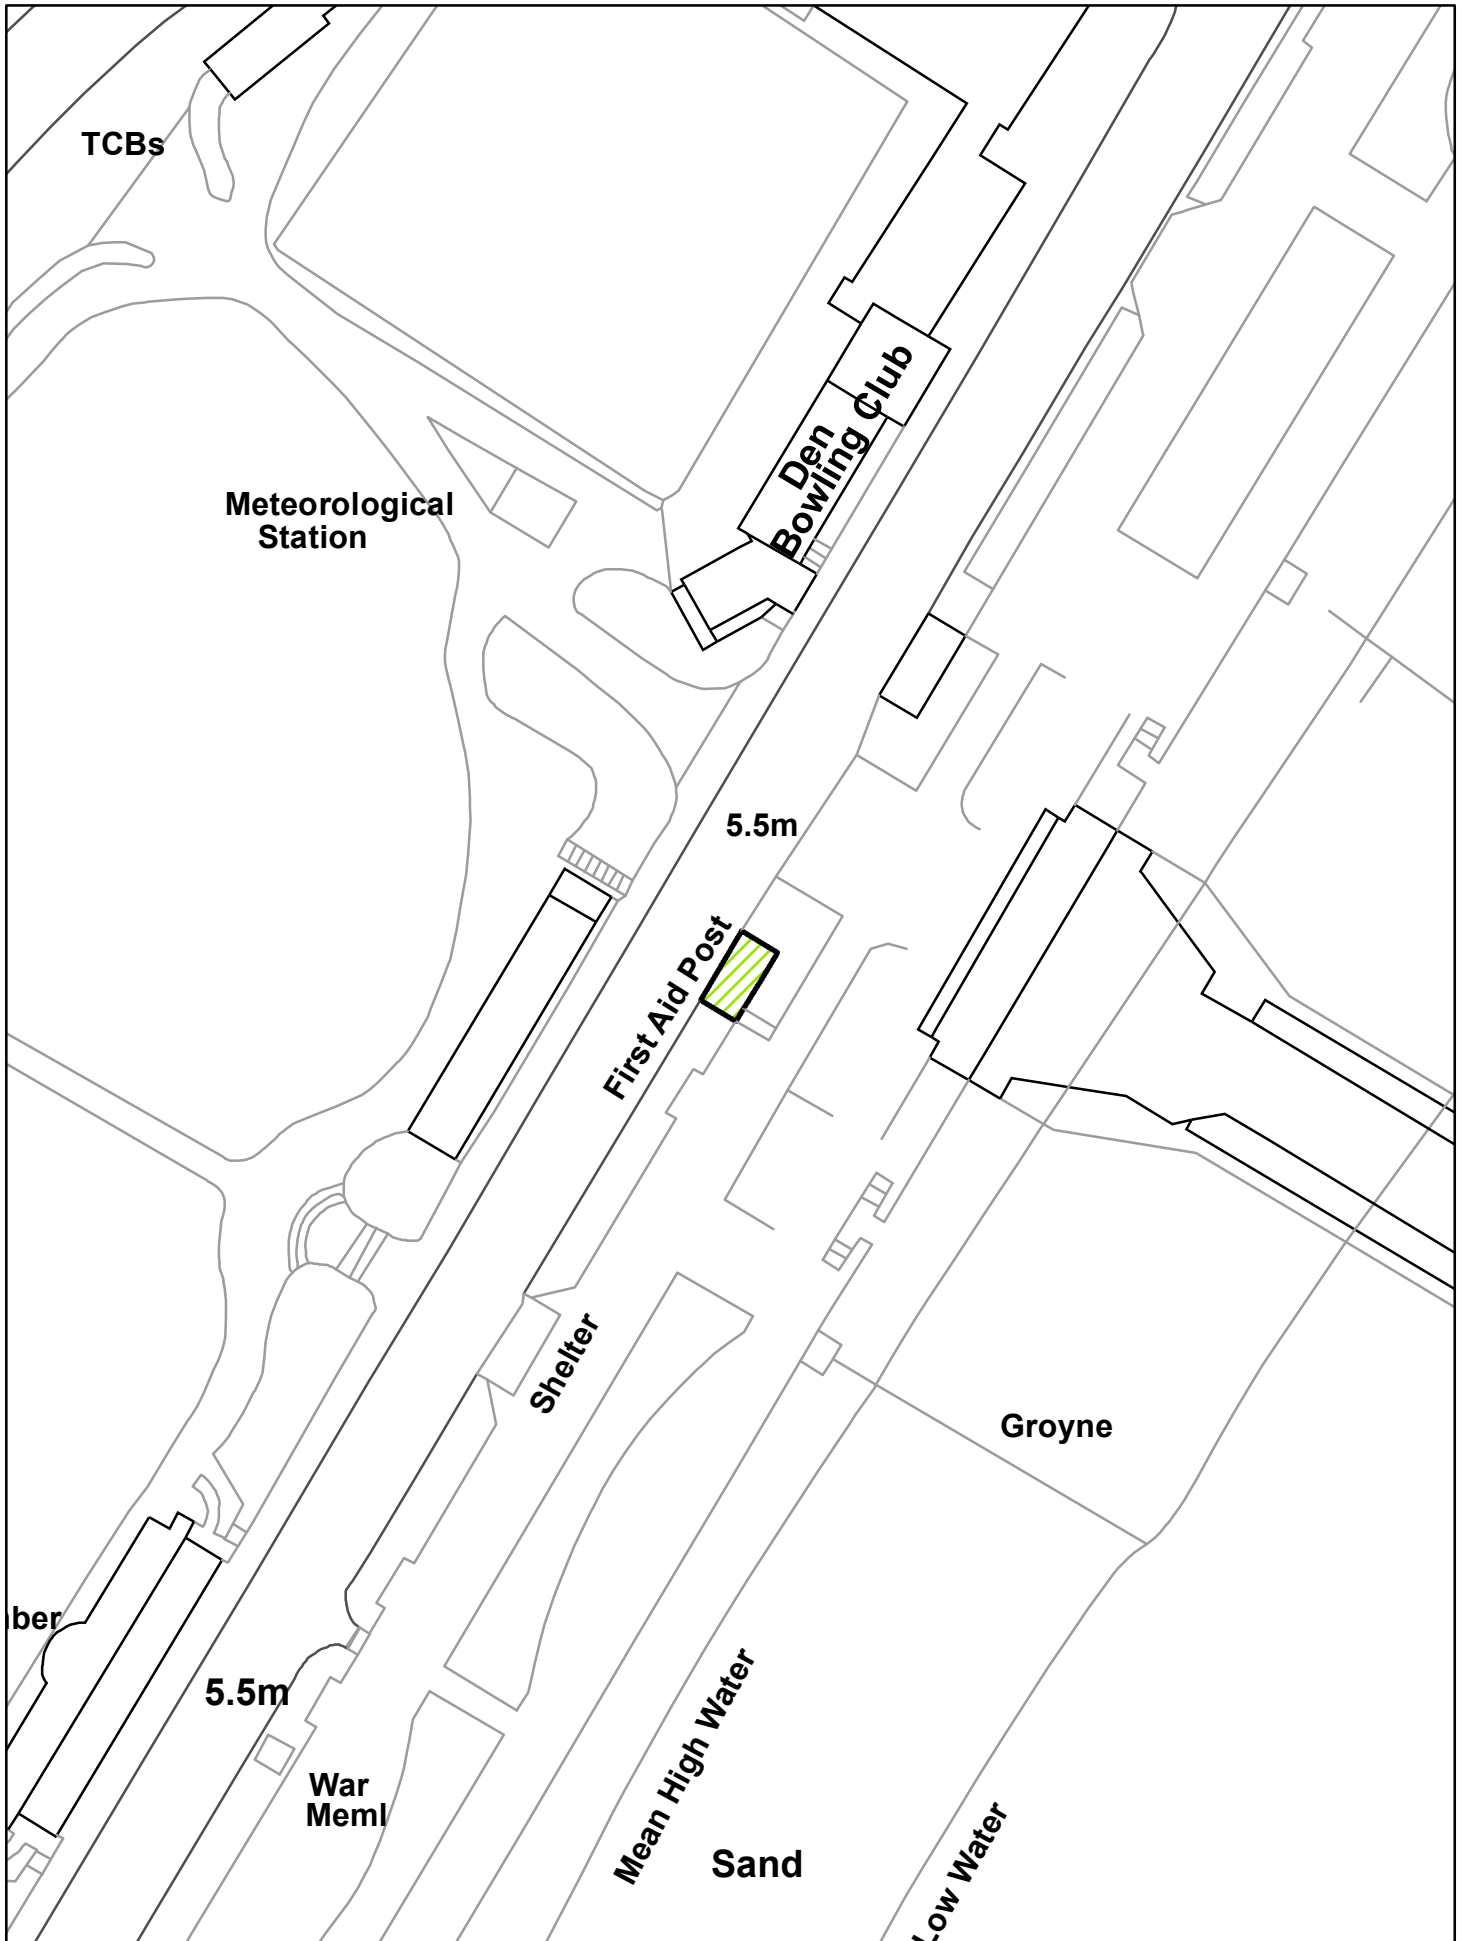 TCBs
Den
Bowling Club
Meteorological
Station
5.5m
First Aid Post
Shelter
Groyne
5.5m
War
Meml
Mean High Water
Sand
Low Water